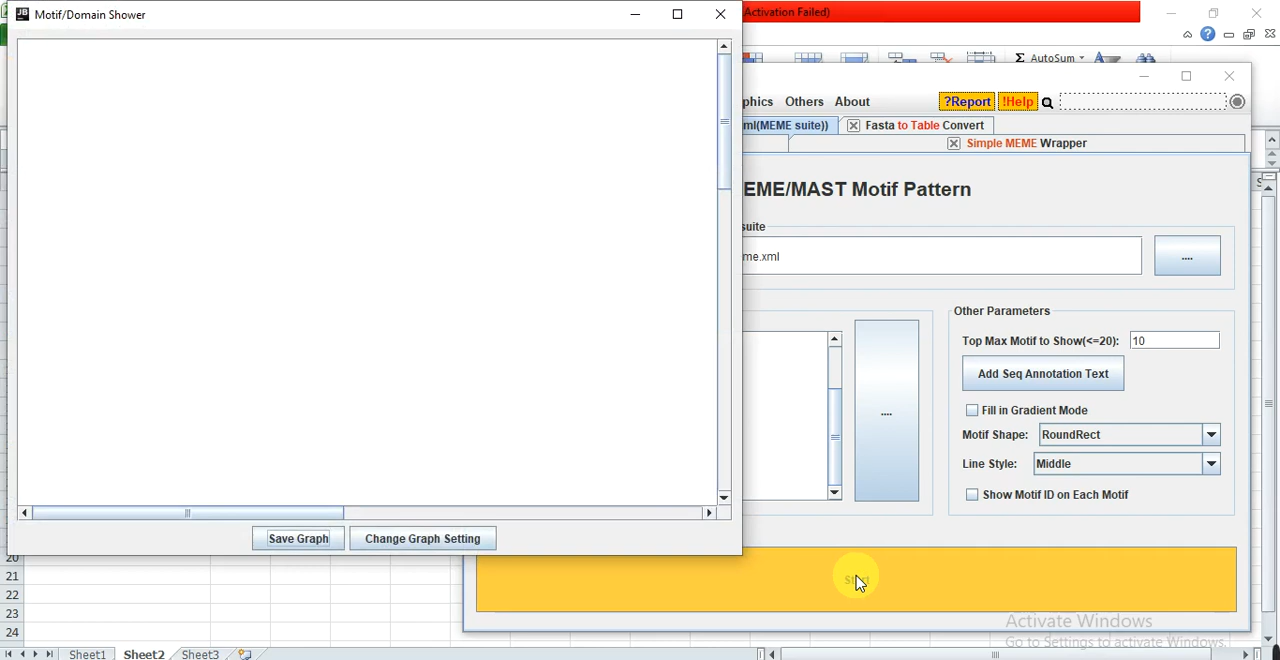 JB Motif/Domain Shower
Activation Failed)
Σ AutoSum
phics Others About
?Report !Help
ml(MEME suite))
Fasta to Table Convert
Simple MEME Wrapper
EME/MAST Motif Pattern
suite
me.xml
....
Other Parameters
Top Max Motif to Show(<=20): 10
Add Seq Annotation Text
....
Fill in Gradient Mode
Motif Shape: RoundRect
Line Style: Middle
Show Motif ID on Each Motif
Save Graph Change Graph Setting
20
21
22
23
24
Activate Windows
Go to Settings to activate Windows.
Sheet1 Sheet2 Sheet3